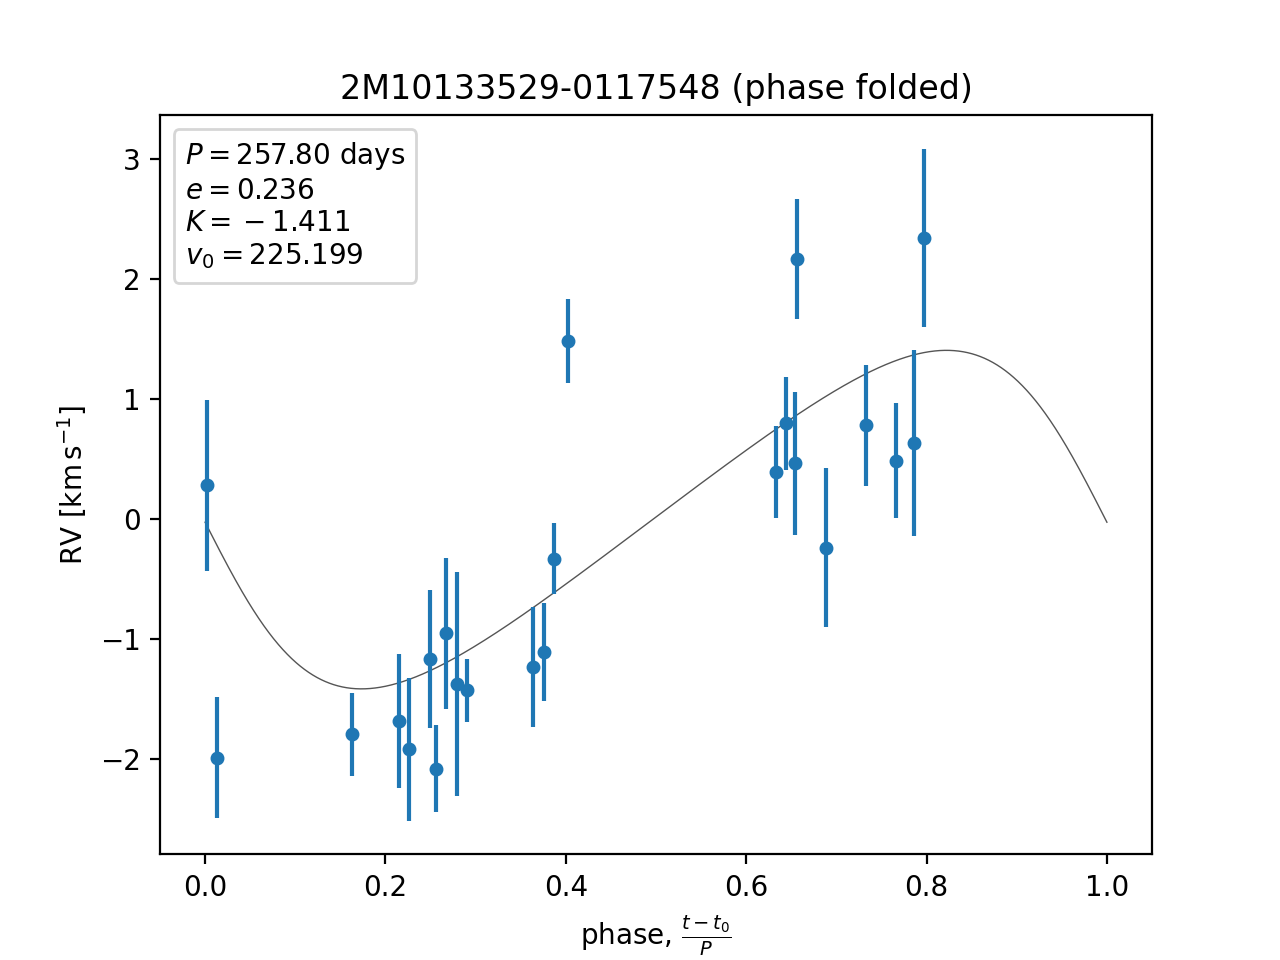 2M10133529-0117548 (phase folded)
P = 257.80 days
e = 0.236
K = −1.411
v₀ = 225.199
3
2
1
0
−1
−2
RV [km s⁻¹]
0.0 0.2 0.4 0.6 0.8 1.0
phase, (t − t₀)/P